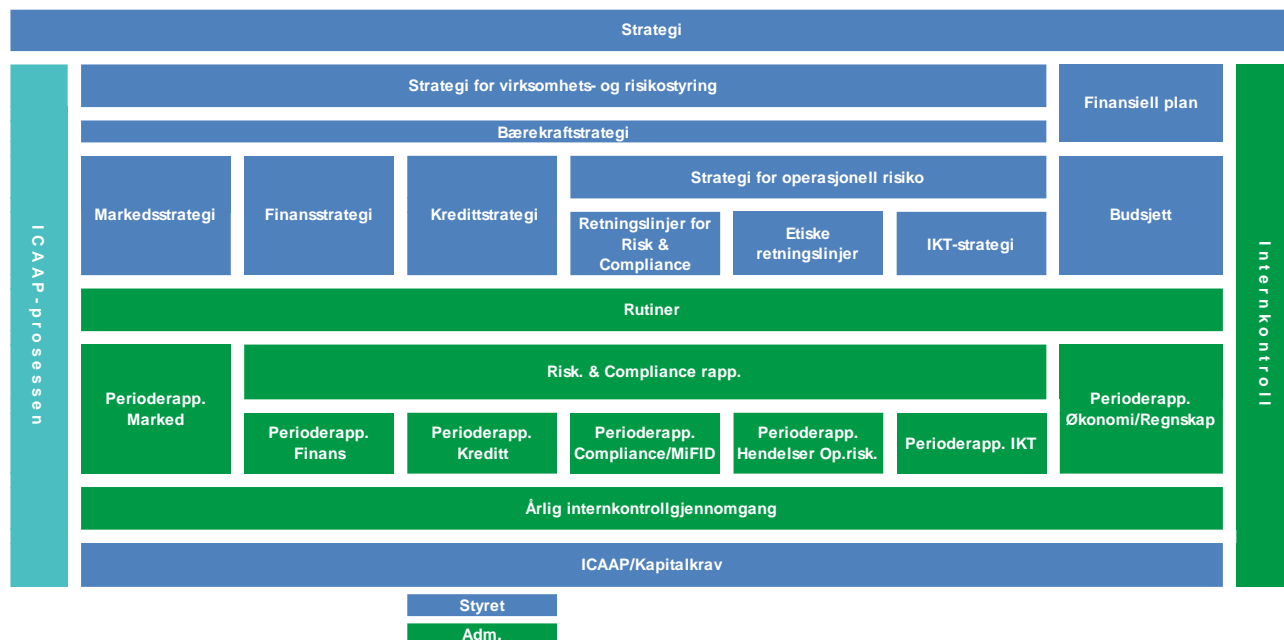 Strategi
ICAAP-prosessen
Strategi for virksomhets- og risikostyring
Finansiell plan
Bærekraftstrategi
Markedsstrategi
Finansstrategi
Kredittstrategi
Strategi for operasjonell risiko
Retningslinjer for
Risk &
Compliance
Etiske
retningslinjer
IKT-strategi
Budsjett
Internkontroll
Rutiner
Perioderapp.
Marked
Risk. & Compliance rapp.
Perioderapp.
Finans
Perioderapp.
Kreditt
Perioderapp.
Compliance/MiFID
Perioderapp.
Hendelser Op.risk.
Perioderapp. IKT
Perioderapp.
Økonomi/Regnskap
Årlig internkontrollgjennomgang
ICAAP/Kapitalkrav
Styret
Adm.